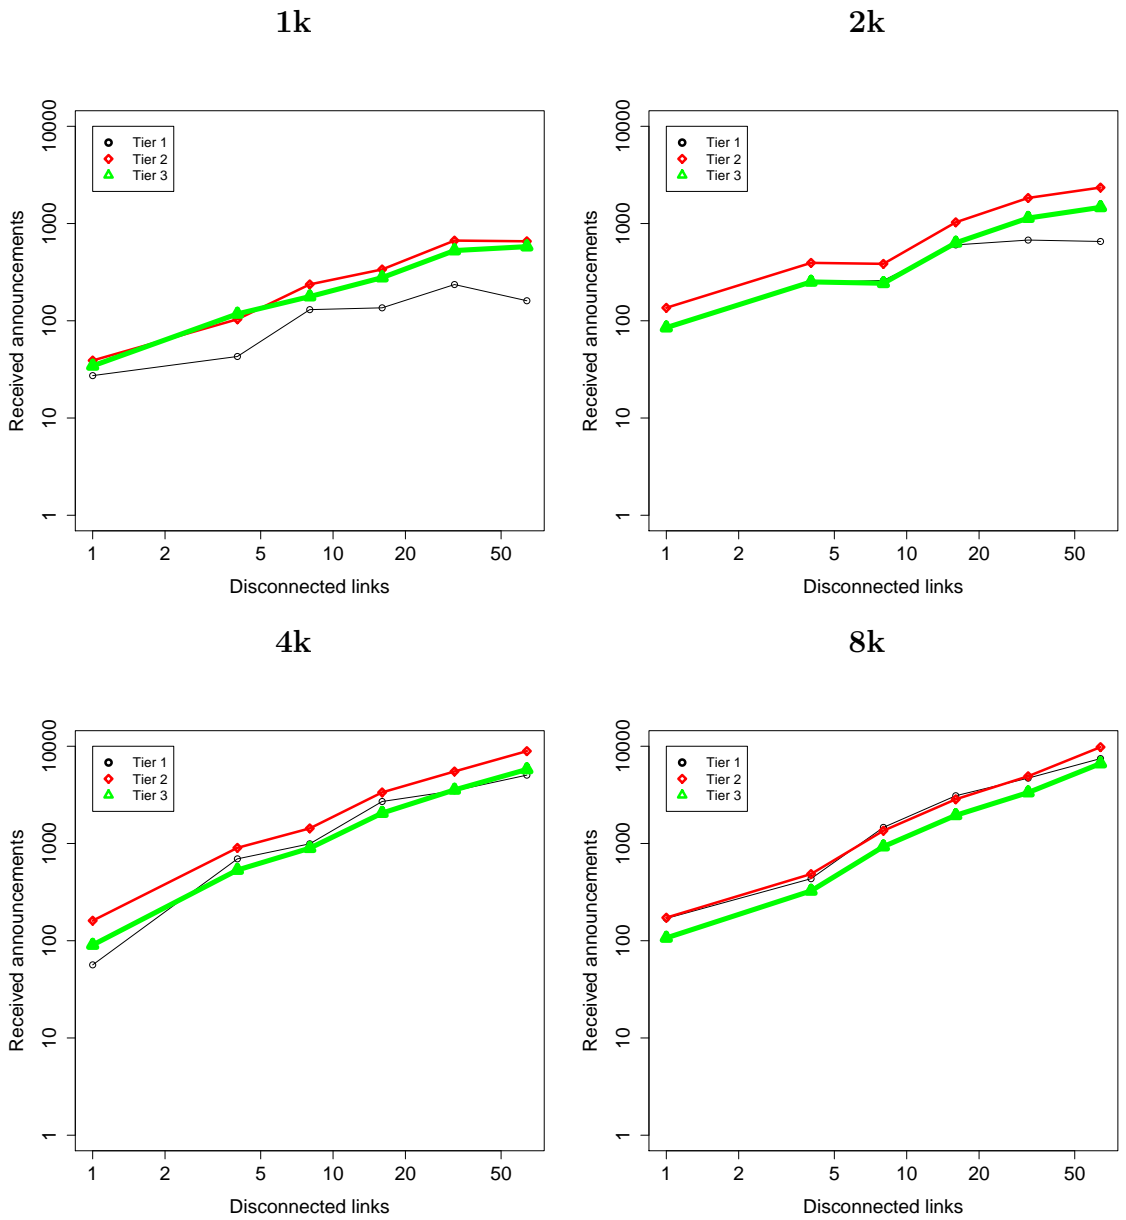 1k
2k
Received announcements
10000
1000
100
10
1
Tier 1
Tier 2
Tier 3
1 2 5 10 20 50
Disconnected links
Received announcements
10000
1000
100
10
1
Tier 1
Tier 2
Tier 3
1 2 5 10 20 50
Disconnected links
4k
8k
Received announcements
10000
1000
100
10
1
Tier 1
Tier 2
Tier 3
1 2 5 10 20 50
Disconnected links
Received announcements
10000
1000
100
10
1
Tier 1
Tier 2
Tier 3
1 2 5 10 20 50
Disconnected links